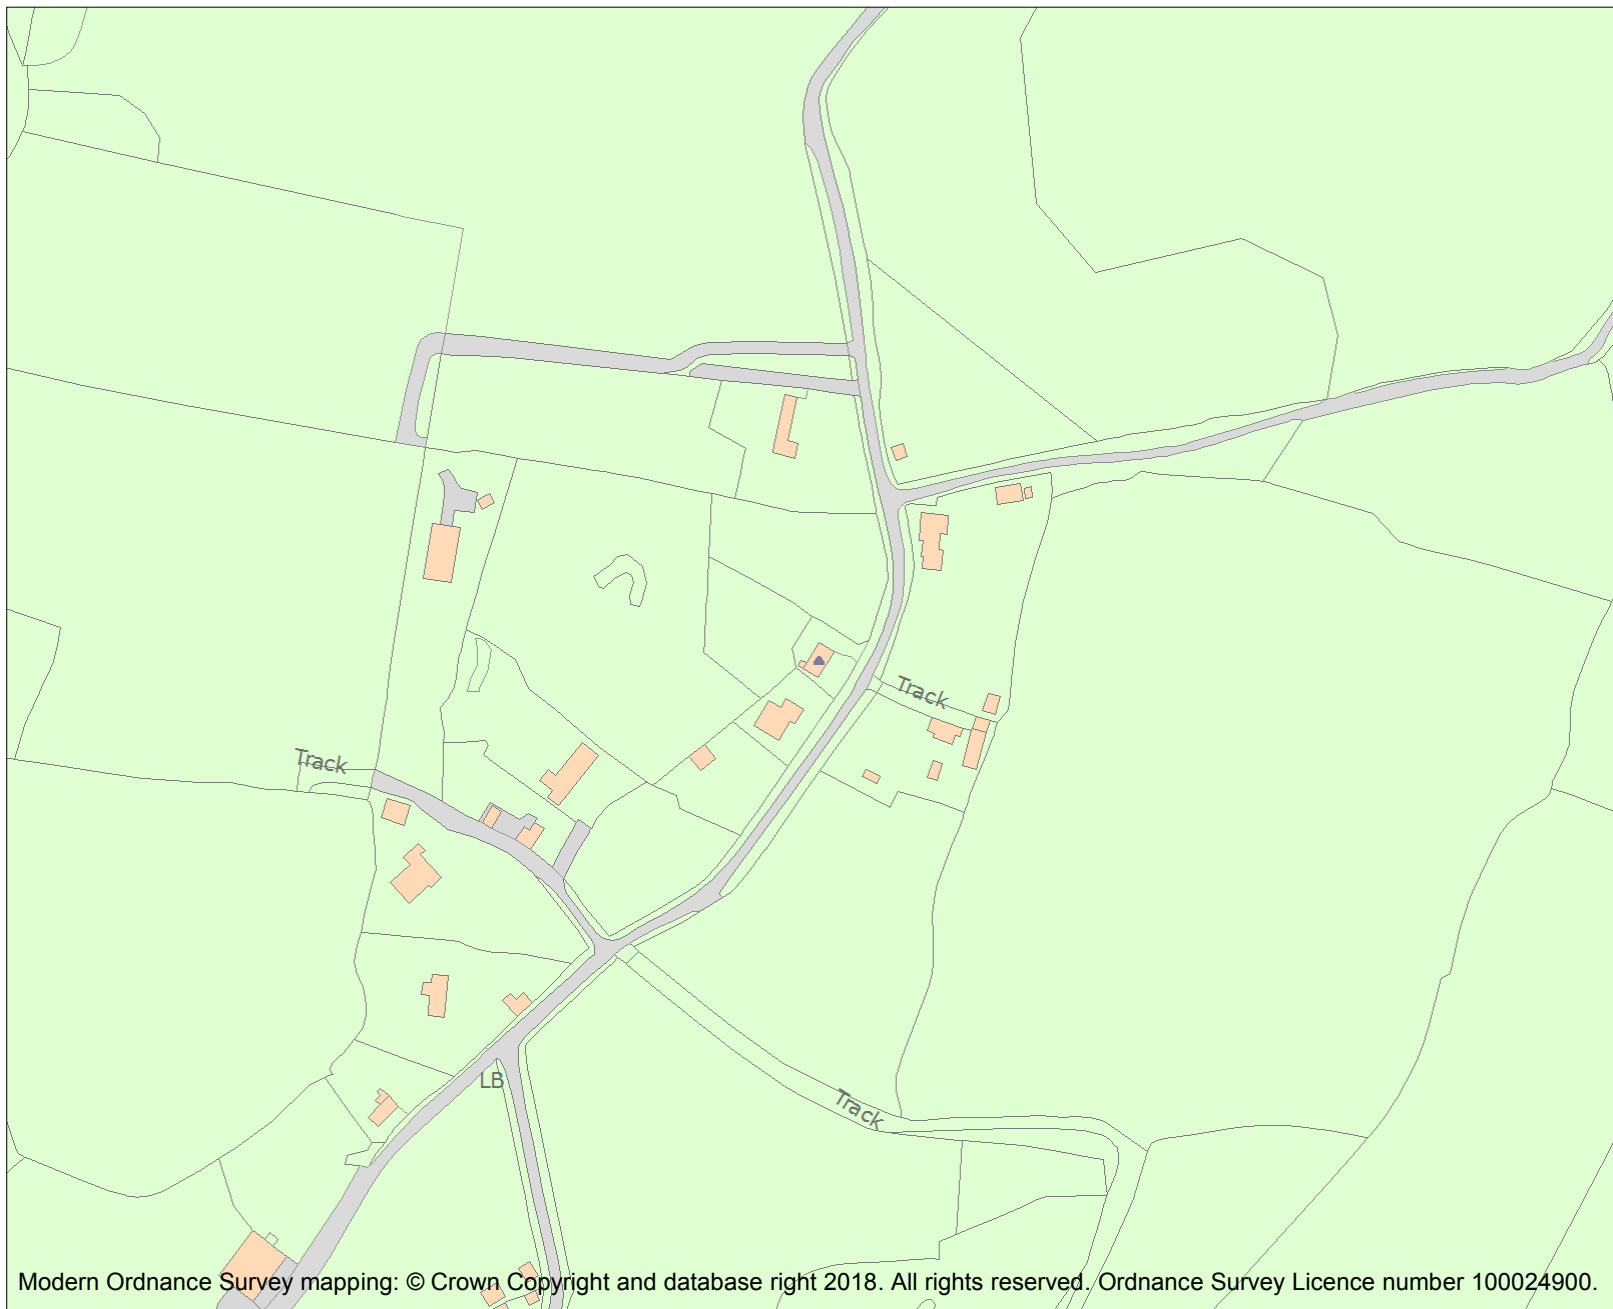 Track
Track
LB
Track
Modern Ordnance Survey mapping: © Crown Copyright and database right 2018. All rights reserved. Ordnance Survey Licence number 100024900.